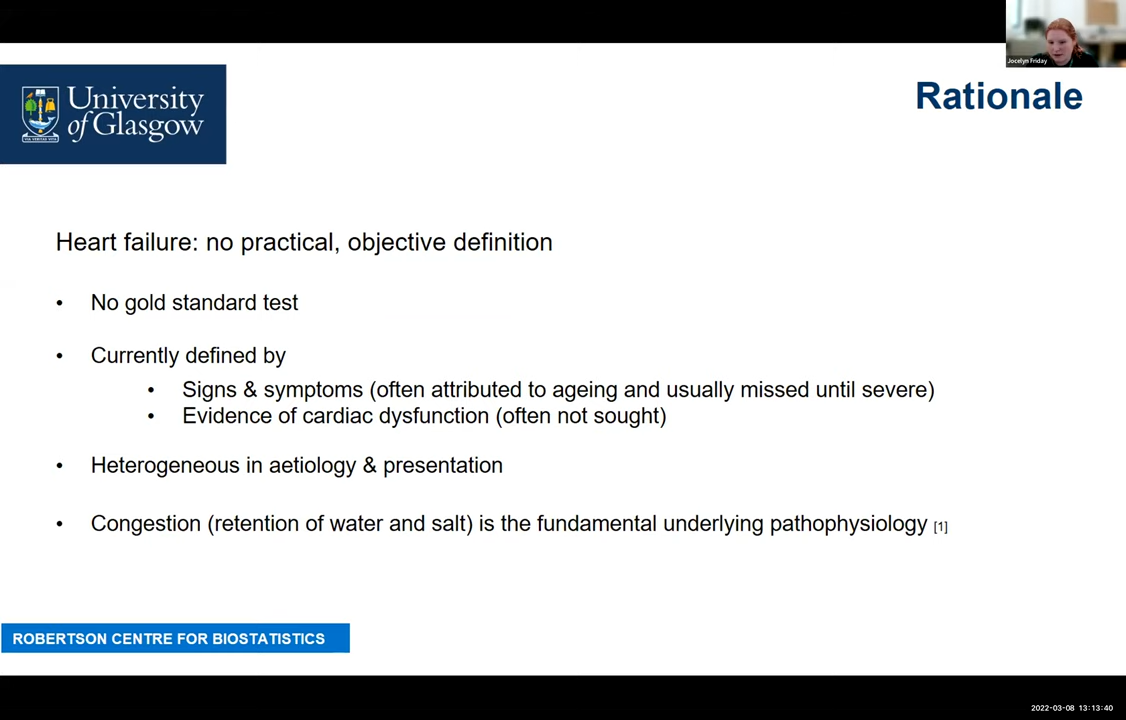 Jocelyn Friday
University
of Glasgow
Rationale
Heart failure: no practical, objective definition
• No gold standard test
• Currently defined by
• Signs & symptoms (often attributed to ageing and usually missed until severe)
• Evidence of cardiac dysfunction (often not sought)
• Heterogeneous in aetiology & presentation
• Congestion (retention of water and salt) is the fundamental underlying pathophysiology [1]
ROBERTSON CENTRE FOR BIOSTATISTICS
2022-03-08 13:13:40